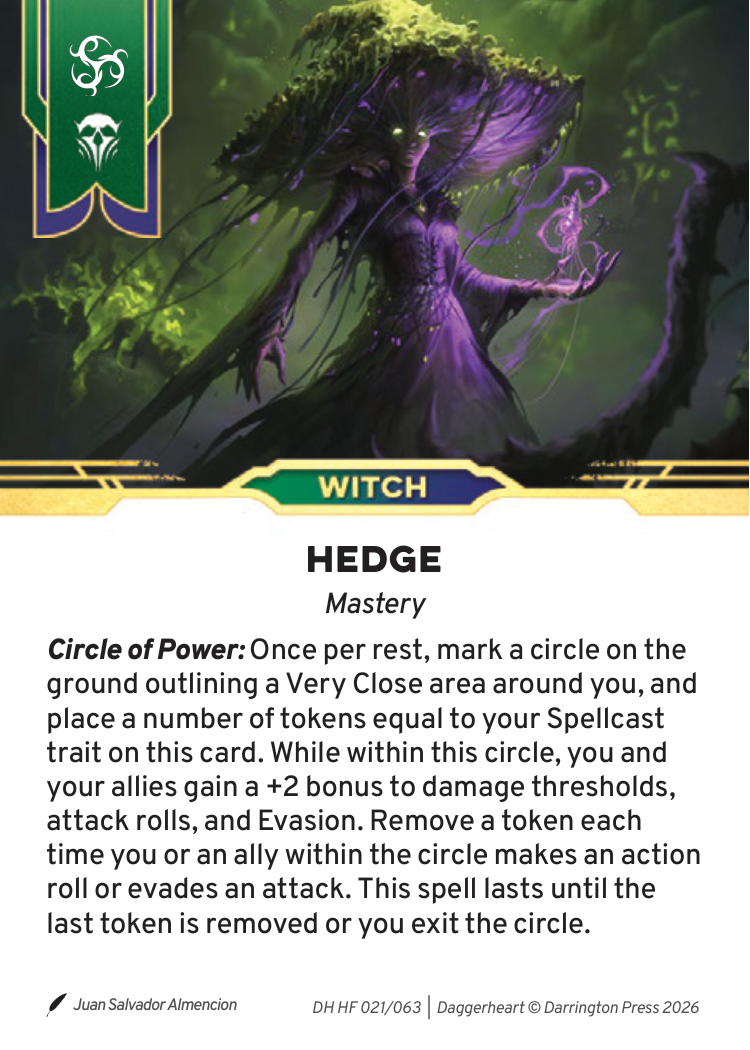 WITCH
HEDGE
Mastery
Circle of Power: Once per rest, mark a circle on the
ground outlining a Very Close area around you, and
place a number of tokens equal to your Spellcast
trait on this card. While within this circle, you and
your allies gain a +2 bonus to damage thresholds,
attack rolls, and Evasion. Remove a token each
time you or an ally within the circle makes an action
roll or evades an attack. This spell lasts until the
last token is removed or you exit the circle.
Juan Salvador Almencion
DH HF 021/063 | Daggerheart © Darrington Press 2026